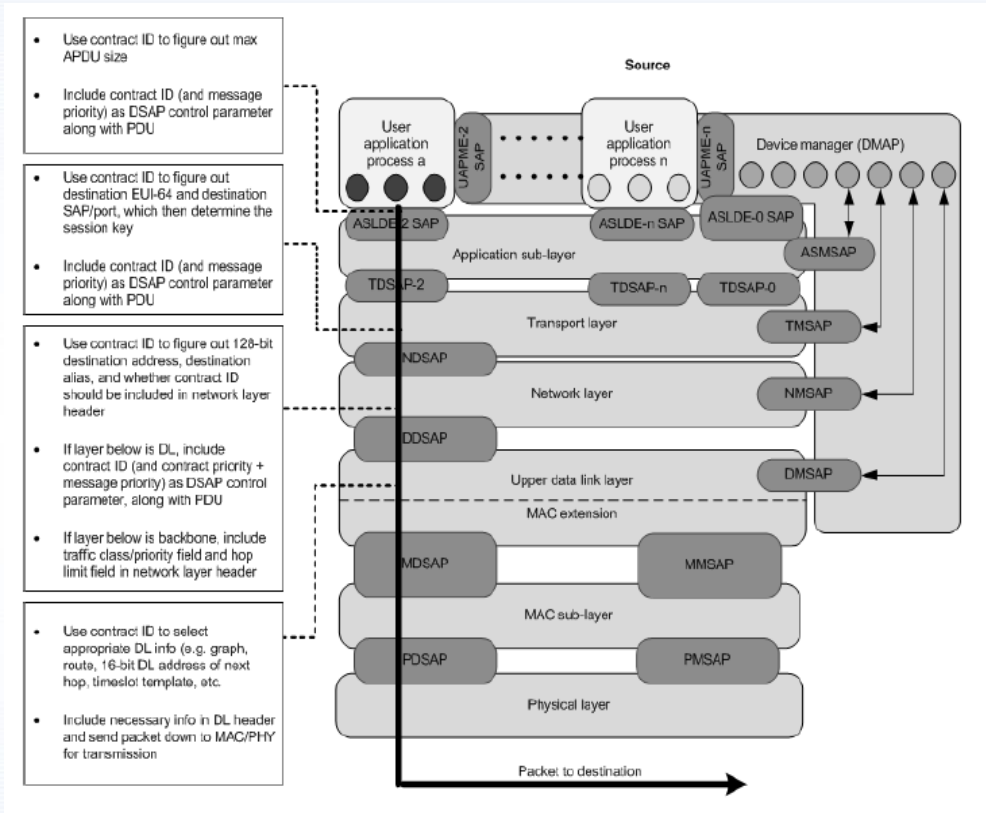 • Use contract ID to figure out max
APDU size
• Include contract ID (and message
priority) as DSAP control parameter
along with PDU
• Use contract ID to figure out
destination EUI-64 and destination
SAP/port, which then determine the
session key
• Include contract ID (and message
priority) as DSAP control parameter
along with PDU
• Use contract ID to figure out 128-bit
destination address, destination
alias, and whether contract ID
should be included in network layer
header
• If layer below is DL, include
contract ID (and contract priority +
message priority) as DSAP control
parameter, along with PDU
• If layer below is backbone, include
traffic class/priority field and hop
limit field in network layer header
• Use contract ID to select
appropriate DL info (e.g. graph,
route, 16-bit DL address of next
hop, timeslot template, etc.
• Include necessary info in DL header
and send packet down to MAC/PHY
for transmission
Source
User
application
process a
UAPME-2
SAP
User
application
process n
UAPME-n
SAP
Device manager (DMAP)
ASLDE-2 SAP
ASLDE-n SAP
ASLDE-0 SAP
Application sub-layer
ASMSAP
TDSAP-2
TDSAP-n
TDSAP-0
Transport layer
TMSAP
NDSAP
Network layer
NMSAP
DDSAP
Upper data link layer
DMSAP
MAC extension
MDSAP
MMSAP
MAC sub-layer
PDSAP
PMSAP
Physical layer
Packet to destination